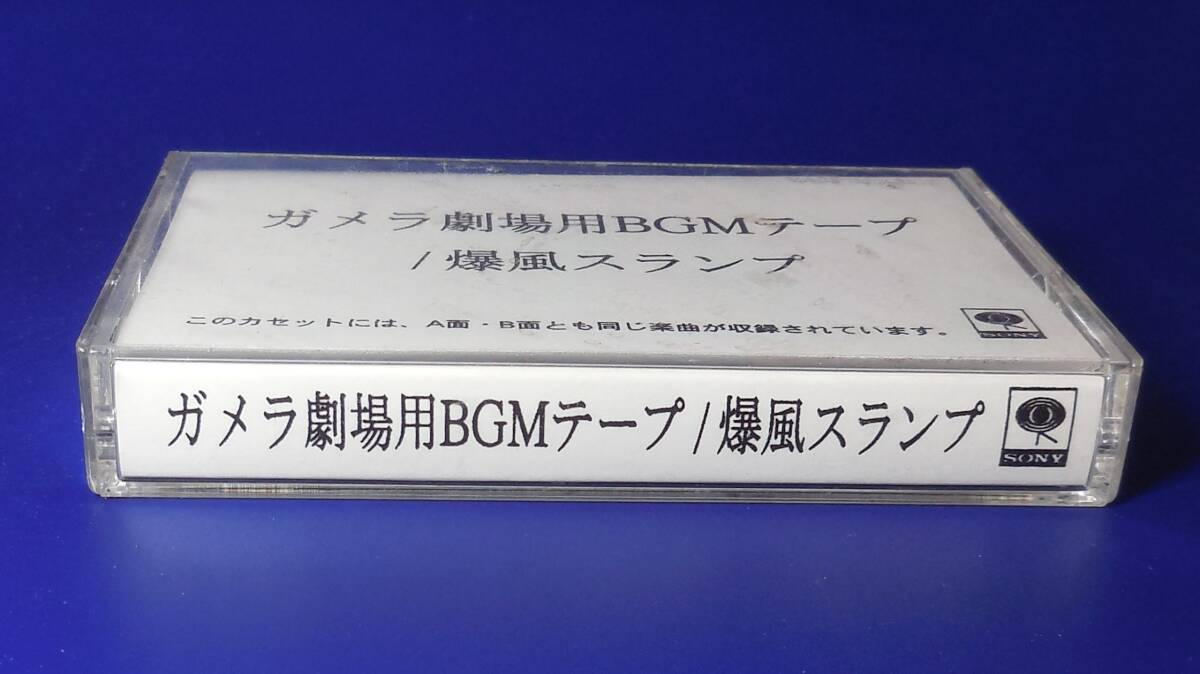 ガメラ劇場用BGMテープ
/爆風スランプ
このカセットには、A面・B面とも同じ楽曲が収録されています。
SONY
ガメラ劇場用BGMテープ/爆風スランプ
SONY